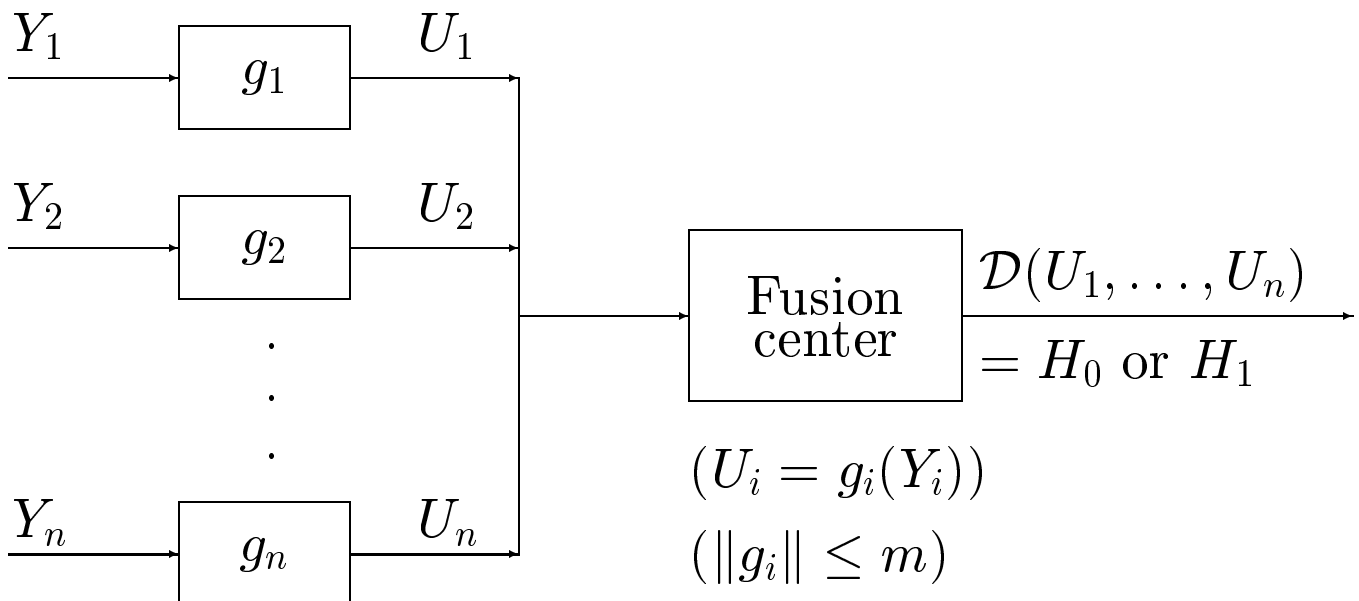 Y₁ g₁ U₁
Y₂ g₂ U₂
Fusion
center
𝒟(U₁, . . . , Uₙ)
= H₀ or H₁
.
.
.
(Uᵢ = gᵢ(Yᵢ))
Yₙ gₙ Uₙ
(‖gᵢ‖ ≤ m)